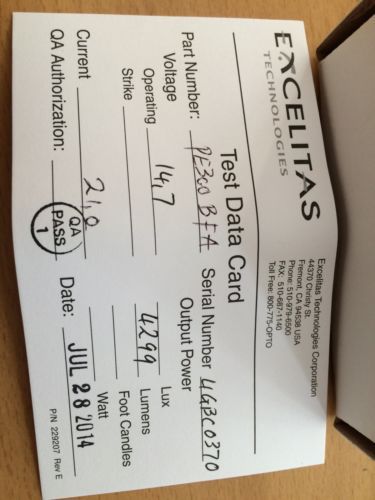 EXCELITAS
TECHNOLOGIES
Excelitas Technologies Corporation
44370 Christy St.
Fremont, CA 94538 USA
Phone: 510-979-6500
FAX: 510-687-1140
Toll Free: 800-775-OPTO
Test Data Card
Part Number: PE300BFA Serial Number UGBC0370
Voltage Output Power
Operating 14,7 4299 Lux
Lumens
Strike Foot Candles
Current 21,0 Watt
QA Authorization: QA PASS 1 Date: JUL 28 2014
P/N 229207 Rev E